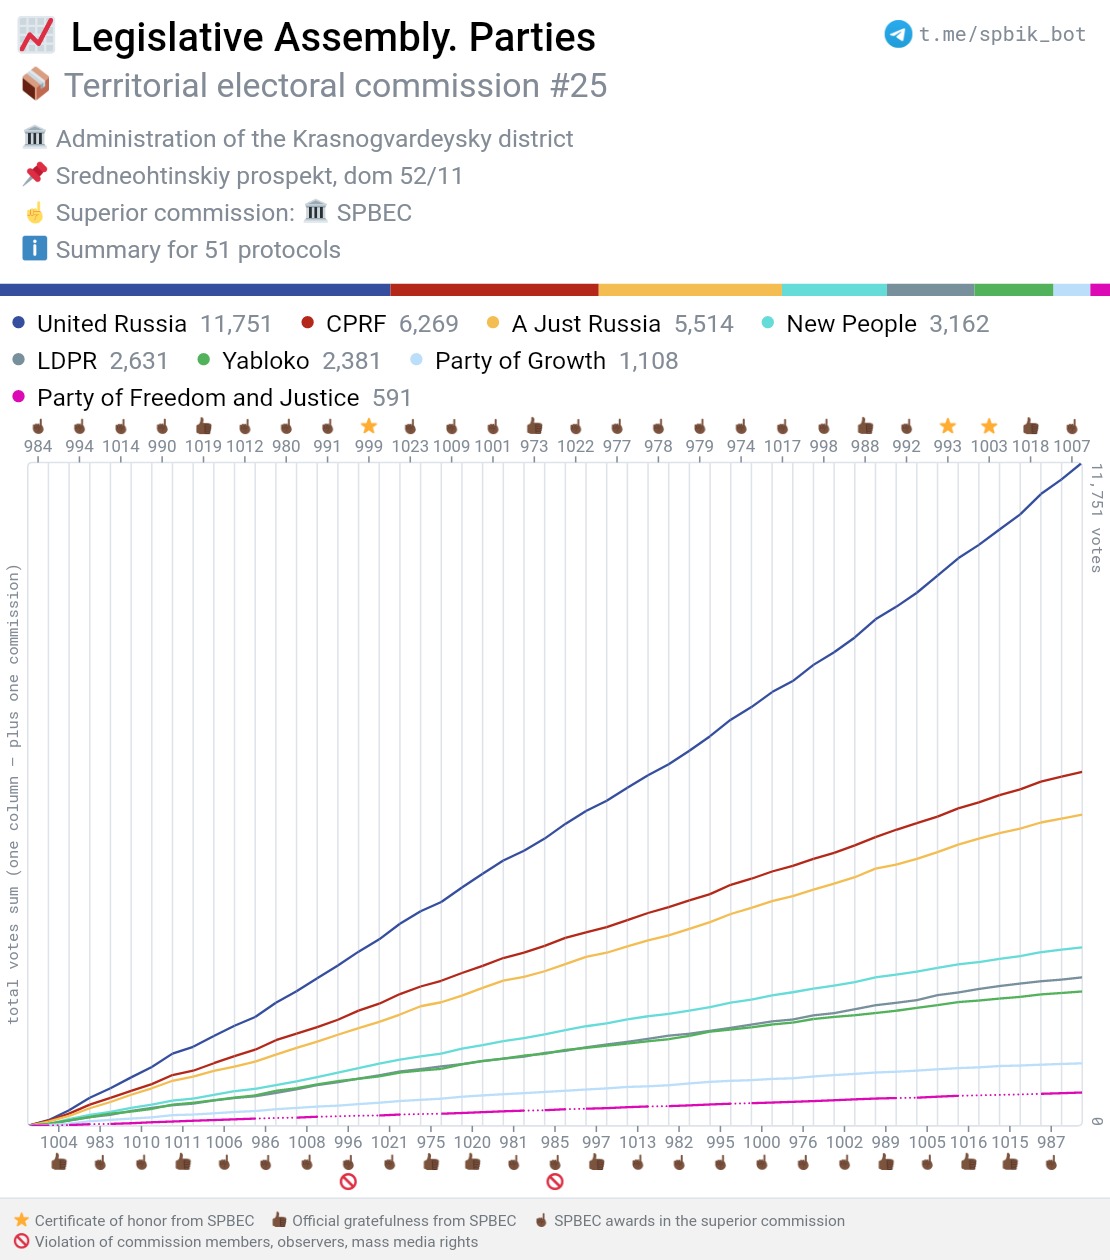 Legislative Assembly. Parties
t.me/spbik_bot
Territorial electoral commission #25
Administration of the Krasnogvardeysky district
Sredneohtinskiy prospekt, dom 52/11
Superior commission: SPBEC
Summary for 51 protocols
United Russia 11,751 CPRF 6,269 A Just Russia 5,514 New People 3,162
LDPR 2,631 Yabloko 2,381 Party of Growth 1,108
Party of Freedom and Justice 591
984 994 1014 990 1019 1012 980 991 999 1023 1009 1001 973 1022 977 978 979 974 1017 998 988 992 993 1003 1018 1007
11,751 votes
total votes sum (one column – plus one commission)
0
1004 983 1010 1011 1006 986 1008 996 1021 975 1020 981 985 997 1013 982 995 1000 976 1002 989 1005 1016 1015 987
Certificate of honor from SPBEC Official gratefulness from SPBEC SPBEC awards in the superior commission
Violation of commission members, observers, mass media rights